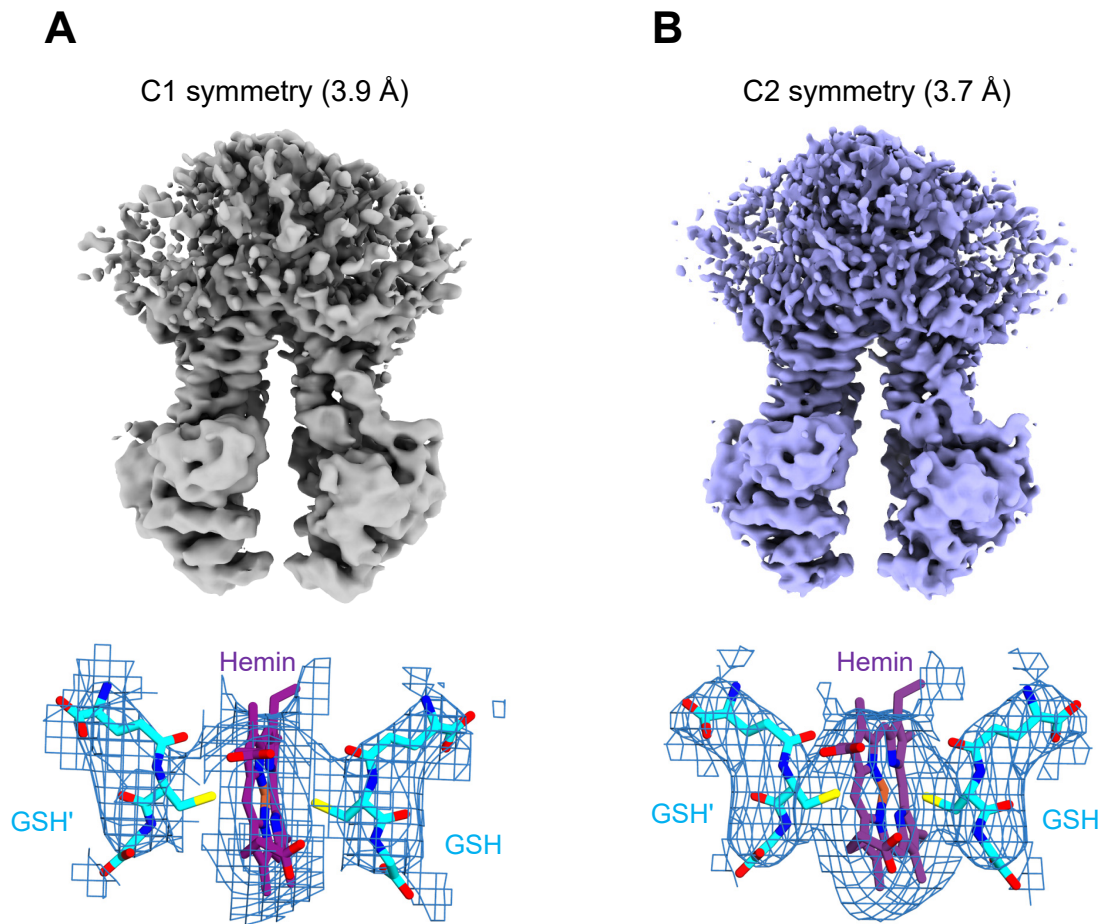 A
B
C1 symmetry (3.9 Å)
C2 symmetry (3.7 Å)
Hemin
GSH'
GSH
Hemin
GSH'
GSH